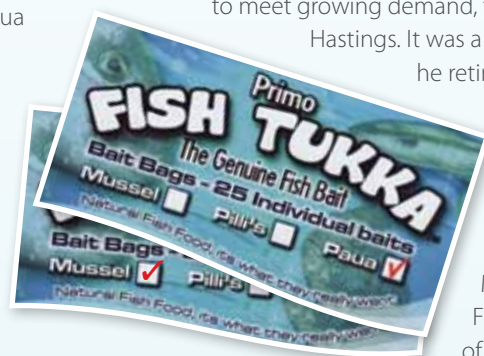 ua
to meet growing demand,
Hastings. It was a
he reti
Primo
FISH TUKKA
The Genuine Fish Bait
Bait Bags - 25 Individual baits
Mussel Pilli's Paua
Natural Fish Food, its what they really want.
Bait Bags -
Mussel Pilli's
Natural Fish Food, its what they really want.
F
of